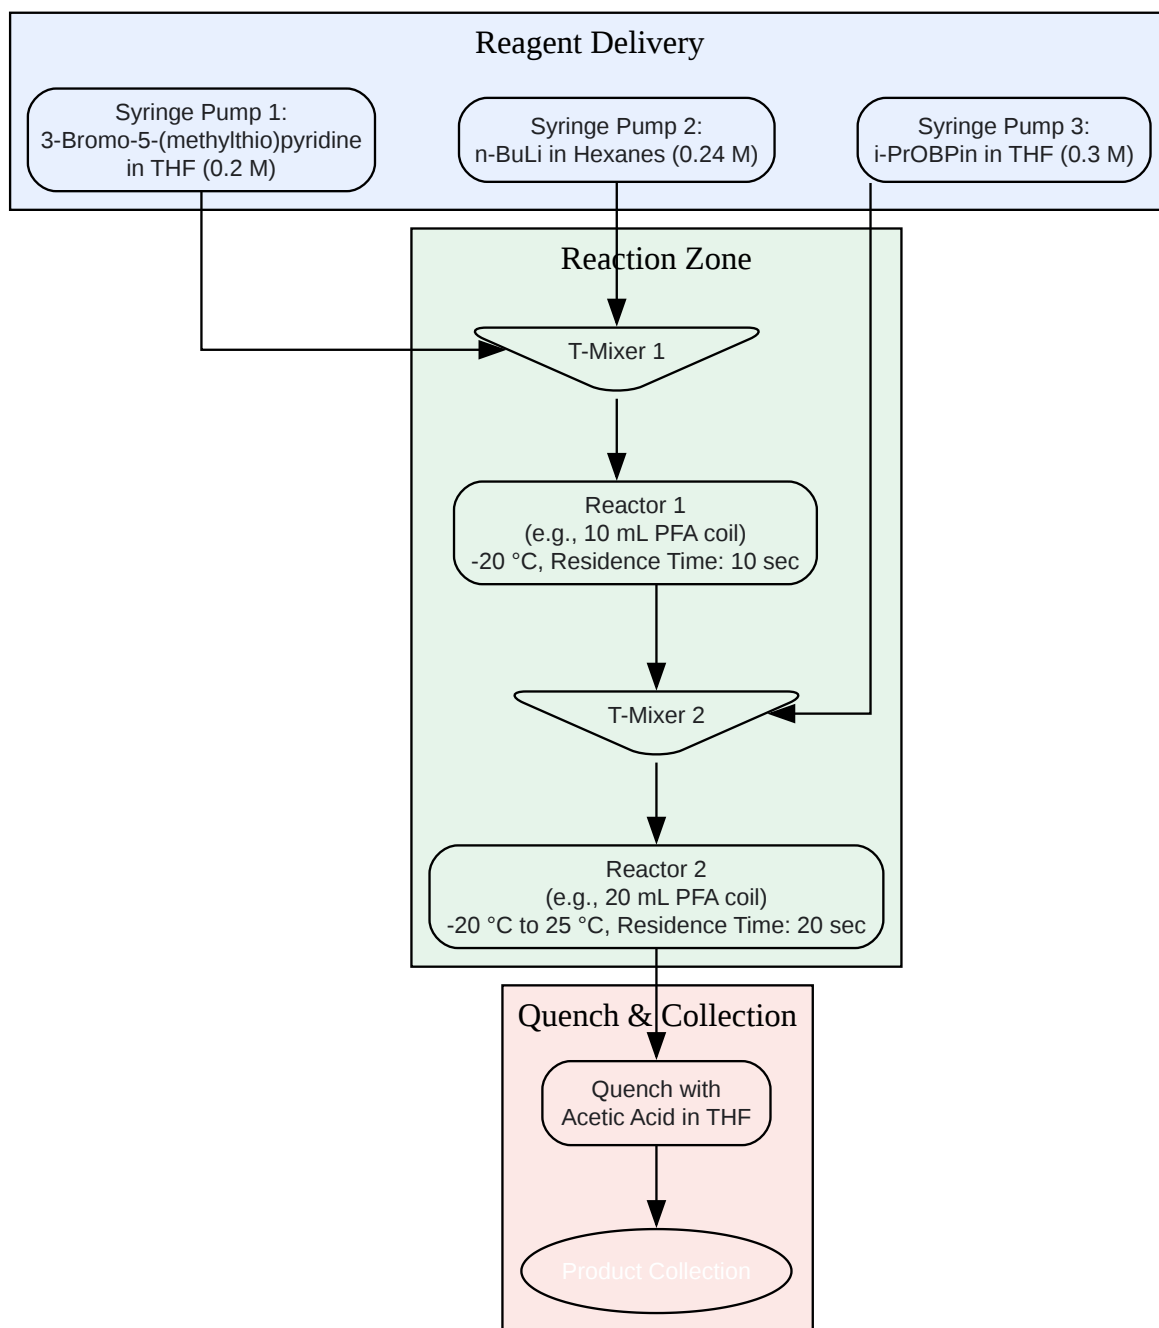 Reagent Delivery
Syringe Pump 1:
3-Bromo-5-(methylthio)pyridine
in THF (0.2 M)
Syringe Pump 2:
n-BuLi in Hexanes (0.24 M)
Syringe Pump 3:
i-PrOBPin in THF (0.3 M)
Reaction Zone
T-Mixer 1
Reactor 1
(e.g., 10 mL PFA coil)
-20 °C, Residence Time: 10 sec
T-Mixer 2
Reactor 2
(e.g., 20 mL PFA coil)
-20 °C to 25 °C, Residence Time: 20 sec
Quench & Collection
Quench with
Acetic Acid in THF
Product Collection